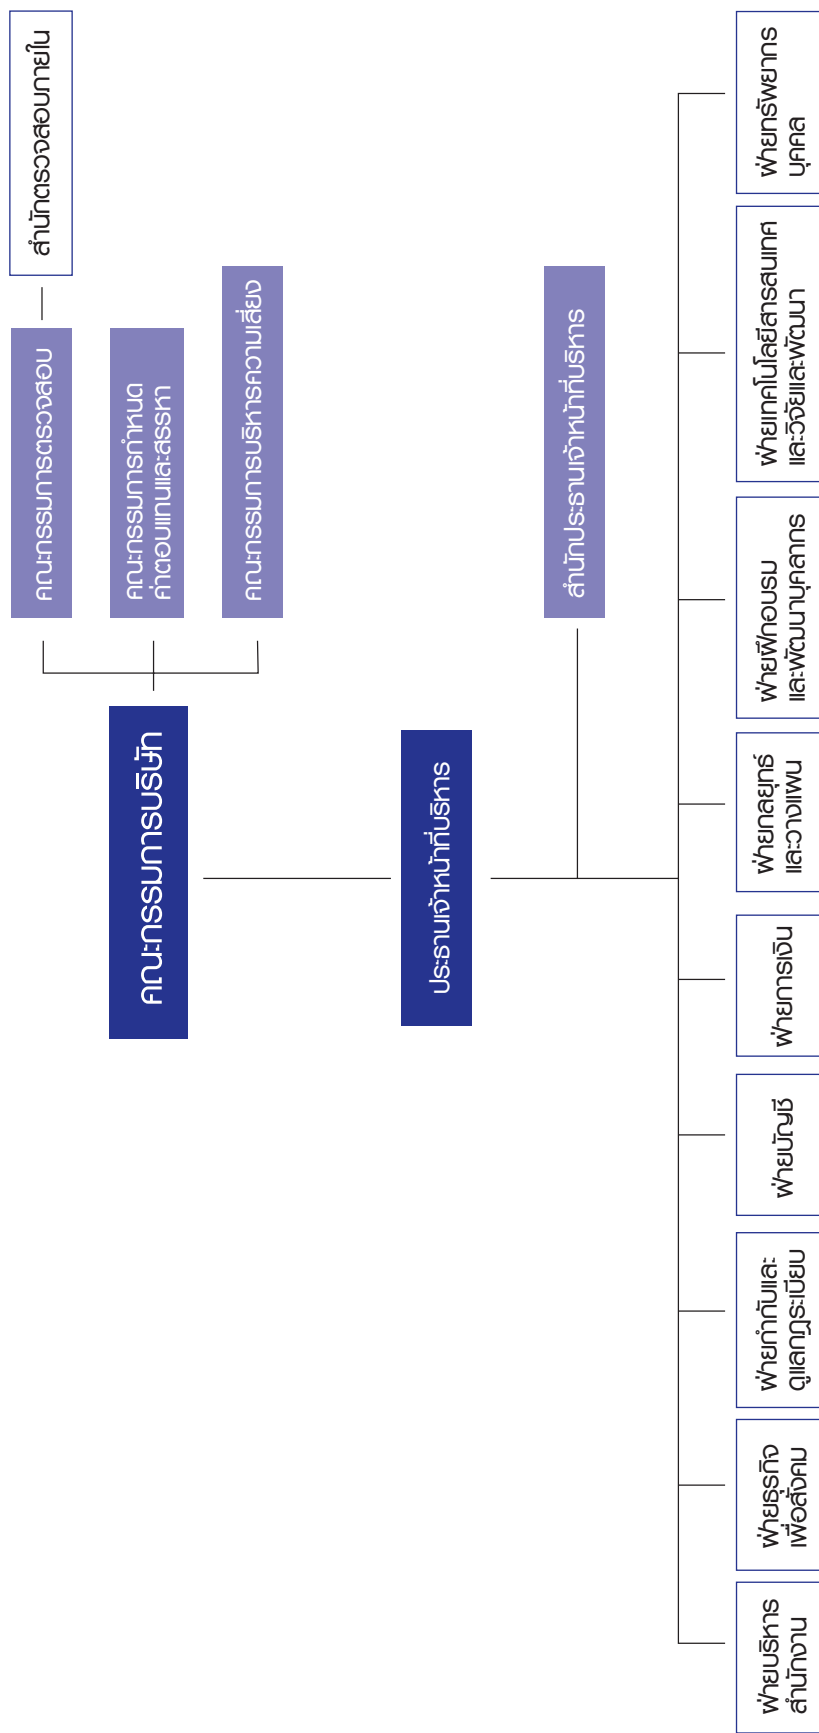 สำนักตรวจสอบภายใน
คณะกรรมการตรวจสอบ
คณะกรรมการกำหนด
ค่าตอบแทนและสรรหา
คณะกรรมการบริหารความเสี่ยง
คณะกรรมการบริษัท
ประธานเจ้าหน้าที่บริหาร
สำนักประธานเจ้าหน้าที่บริหาร
ฝ่ายบริหาร
สำนักงาน
ฝ่ายธุรกิจ
เพื่อสังคม
ฝ่ายกำกับและ
ดูแลกฎระเบียบ
ฝ่ายบัญชี
ฝ่ายการเงิน
ฝ่ายกลยุทธ์
และวางแผน
ฝ่ายฝึกอบรม
และพัฒนาบุคลากร
ฝ่ายเทคโนโลยีสารสนเทศ
และวิจัยและพัฒนา
ฝ่ายทรัพยากร
บุคคล